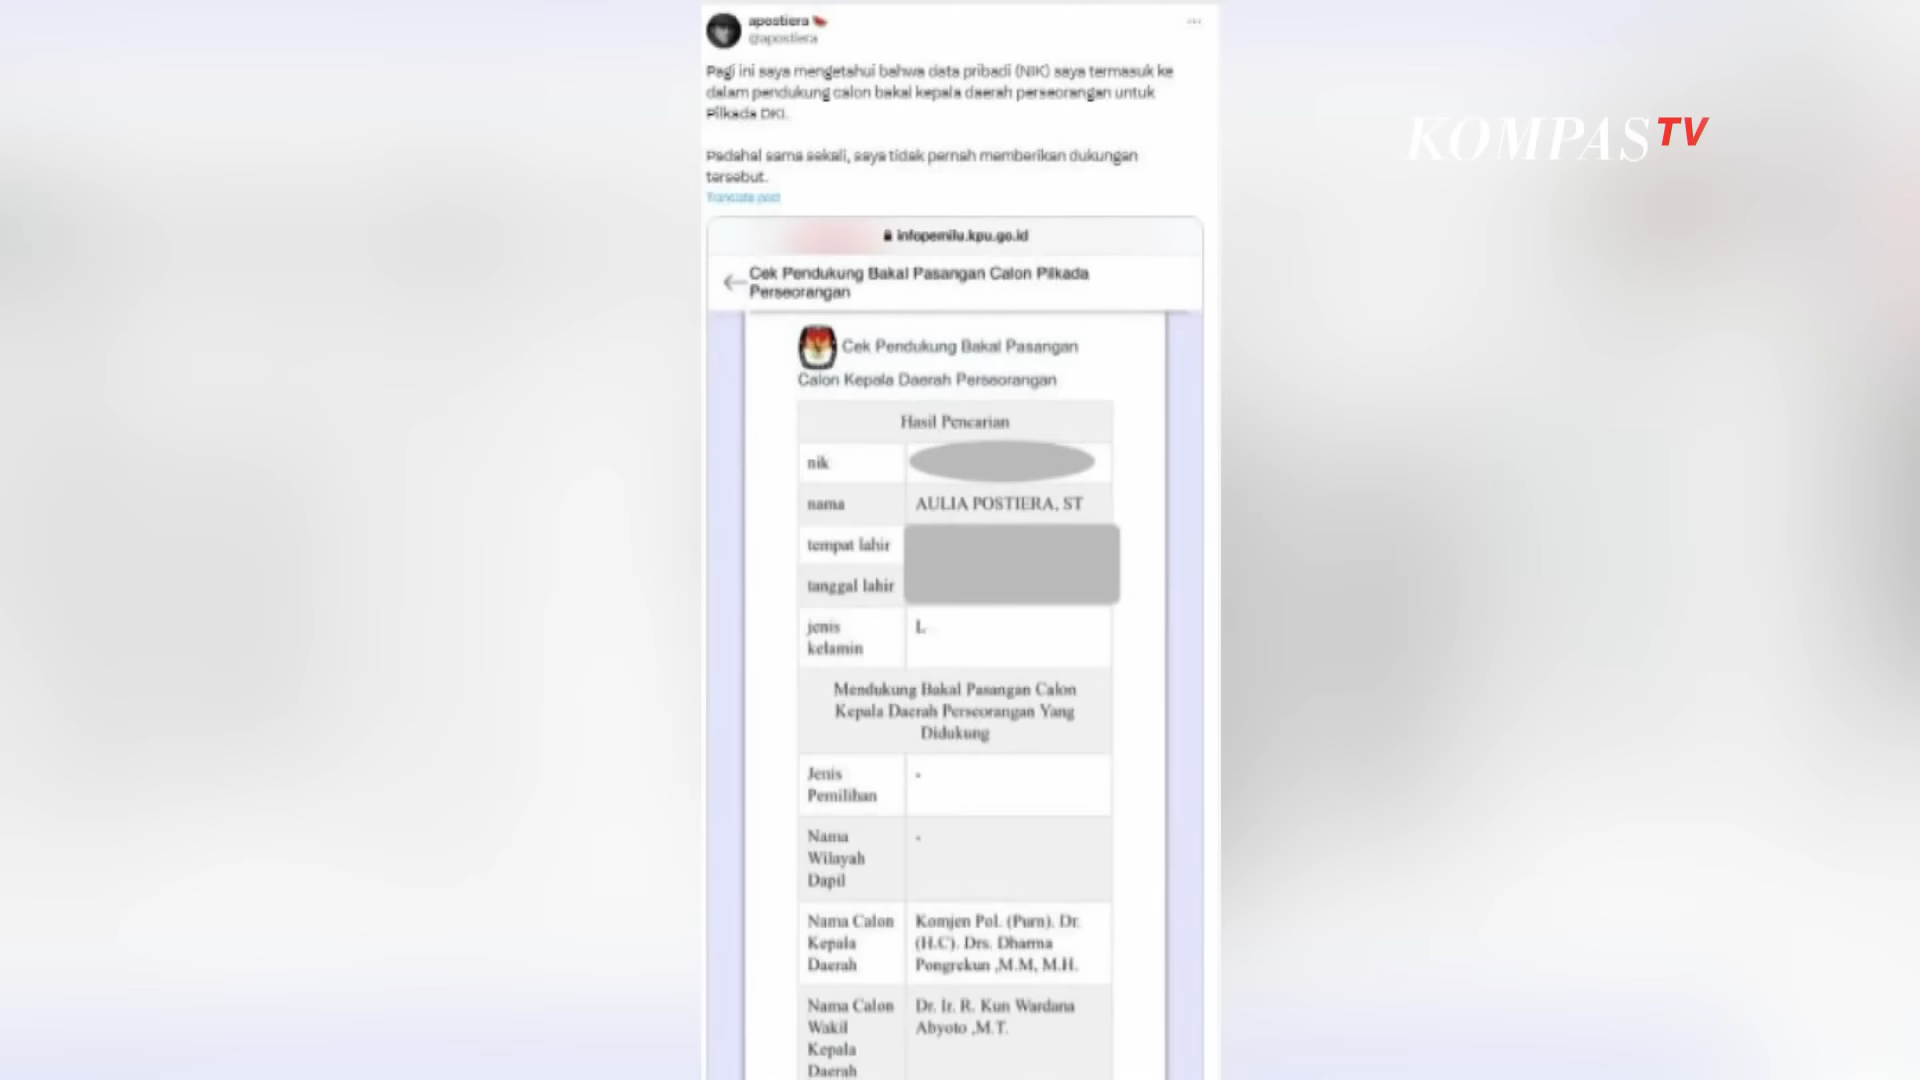 apostiera 🍉
@apostiera
Pagi ini saya mengetahui bahwa data pribadi (NIK) saya termasuk ke
dalam pendukung calon bakal kepala daerah perseorangan untuk
Pilkada DKI.
Padahal sama sekali, saya tidak pernah memberikan dukungan
tersebut.
Translate post
KOMPAS TV
infopemilu.kpu.go.id
Cek Pendukung Bakal Pasangan Calon Pilkada
Perseorangan
Cek Pendukung Bakal Pasangan
Calon Kepala Daerah Perseorangan
Hasil Pencarian
nik
nama AULIA POSTIERA, ST
tempat lahir
tanggal lahir
jenis L
kelamin
Mendukung Bakal Pasangan Calon
Kepala Daerah Perseorangan Yang
Didukung
Jenis -
Pemilihan
Nama -
Wilayah
Dapil
Nama Calon Komjen Pol. (Purn). Dr.
Kepala (H.C). Drs. Dharma
Daerah Pongrekun ,M.M, M.H.
Nama Calon Dr. Ir. R. Kun Wardana
Wakil Abyoto ,M.T.
Kepala
Daerah